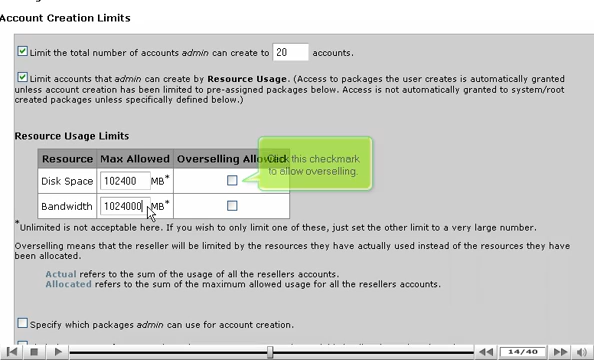 Account Creation Limits
Limit the total number of accounts admin can create to 20 accounts.
Limit accounts that admin can create by Resource Usage. (Access to packages the user creates is automatically granted
unless account creation has been limited to pre-assigned packages below. Access is not automatically granted to system/root
created packages unless specifically defined below.)
Resource Usage Limits
Resource Max Allowed Overselling Allowed
Click this checkmark
to allow overselling.
Disk Space 102400 MB*
Bandwidth 1024000 MB*
*Unlimited is not acceptable here. If you wish to only limit one of these, just set the other limit to a very large number.
Overselling means that the reseller will be limited by the resources they have actually used instead of the resources they have
been allocated.
Actual refers to the sum of the usage of all the resellers accounts.
Allocated refers to the sum of the maximum allowed usage for all the resellers accounts.
Specify which packages admin can use for account creation.
14/40